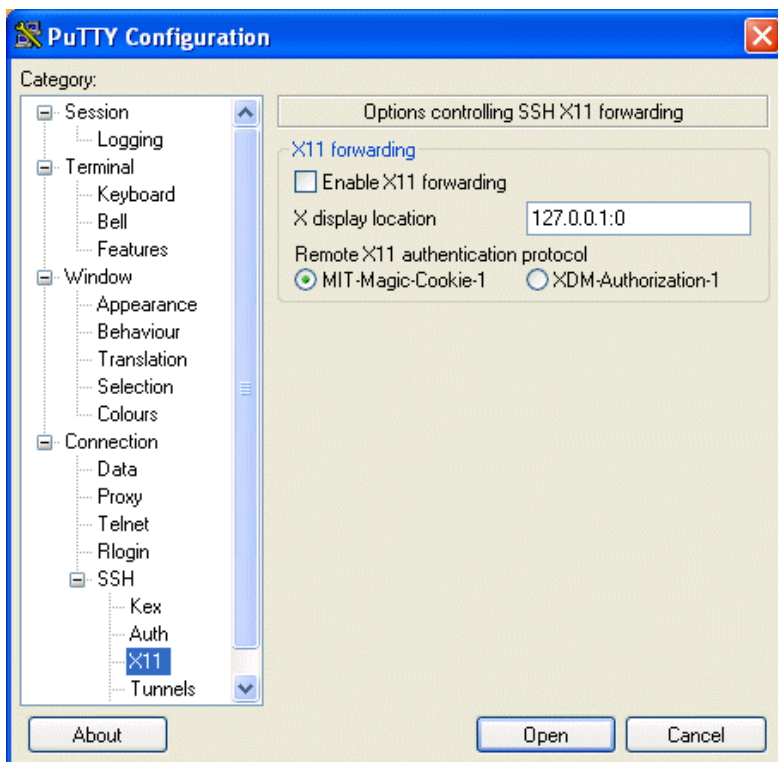 PuTTY Configuration
Category:
Session
Logging
Terminal
Keyboard
Bell
Features
Window
Appearance
Behaviour
Translation
Selection
Colours
Connection
Data
Proxy
Telnet
Rlogin
SSH
Kex
Auth
X11
Tunnels
Options controlling SSH X11 forwarding
X11 forwarding
Enable X11 forwarding
X display location 127.0.0.1:0
Remote X11 authentication protocol
MIT-Magic-Cookie-1 XDM-Authorization-1
About Open Cancel